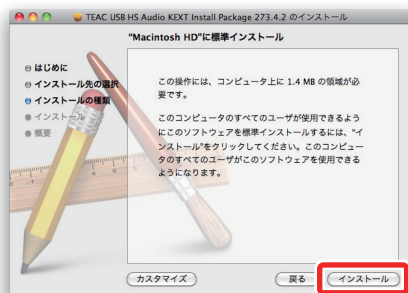 TEAC USB HS Audio KEXT Install Package 273.4.2 のインストール
"Macintosh HD"に標準インストール
はじめに
インストール先の選択
インストールの種類
インストール
概要
この操作には、コンピュータ上に 1.4 MB の領域が必
要です。
このコンピュータのすべてのユーザが使用できるよう
にこのソフトウェアを標準インストールするには、"イ
ンストール"をクリックしてください。このコンピュー
タのすべてのユーザがこのソフトウェアを使用できる
ようになります。
カスタマイズ
戻る
インストール